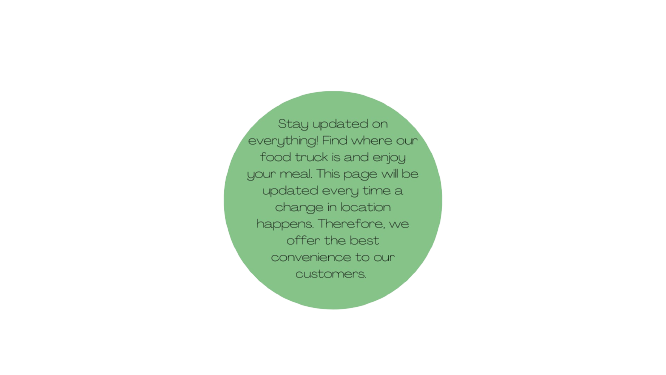 Stay updated on
everything! Find where our
food truck is and enjoy
your meal. This page will be
updated every time a
change in location
happens. Therefore, we
offer the best
convenience to our
customers.